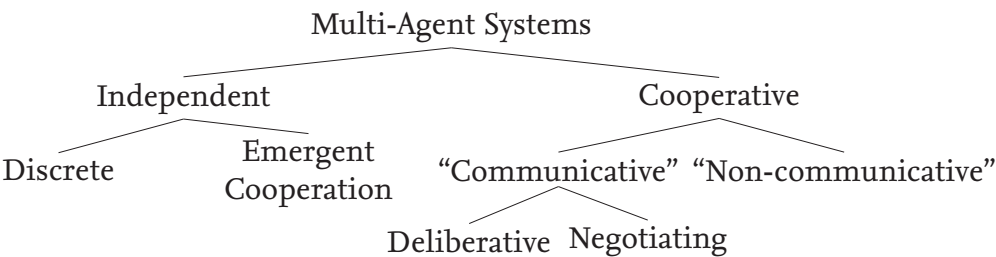 Multi-Agent Systems
Independent
Cooperative
Discrete
Emergent
Cooperation
“Communicative”
“Non-communicative”
Deliberative
Negotiating